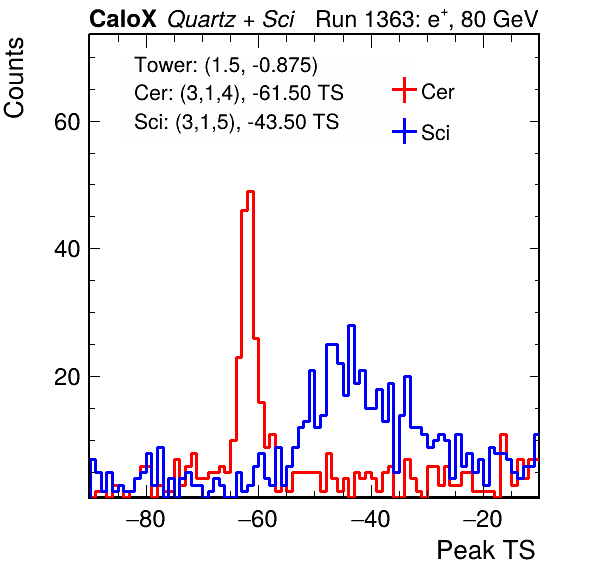 CaloX Quartz + Sci Run 1363: e+, 80 GeV
Counts
Tower: (1.5, -0.875)
Cer: (3,1,4), -61.50 TS
Sci: (3,1,5), -43.50 TS
Cer
Sci
60
40
20
−80 −60 −40 −20
Peak TS